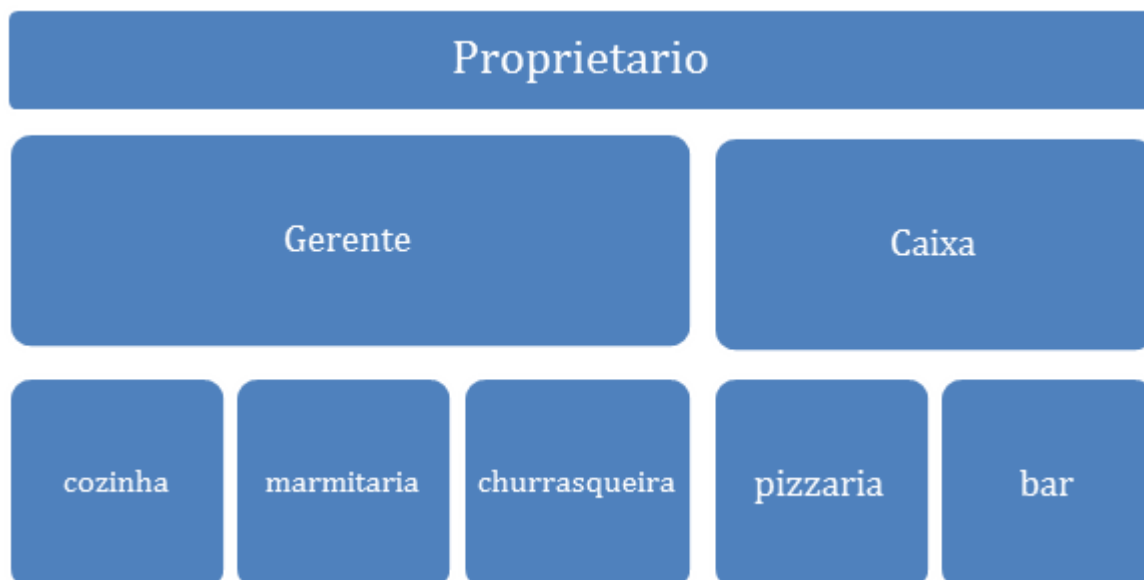 Proprietario
Gerente
Caixa
cozinha
marmitaria
churrasqueira
pizzaria
bar